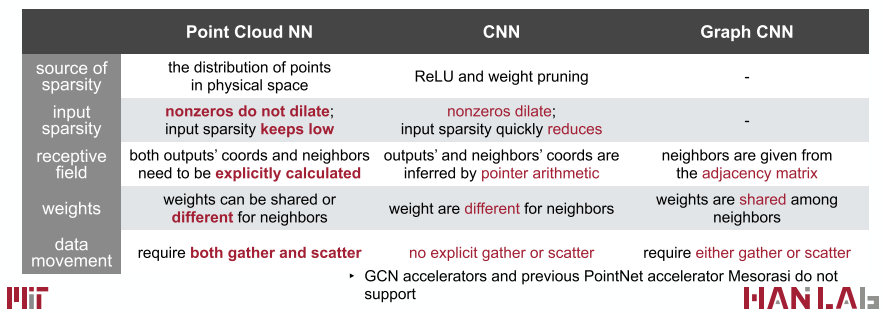 Point Cloud NN CNN Graph CNN
source of sparsity the distribution of points in physical space ReLU and weight pruning -
input sparsity nonzeros do not dilate; input sparsity keeps low nonzeros dilate; input sparsity quickly reduces -
receptive field both outputs' coords and neighbors need to be explicitly calculated outputs' and neighbors' coords are inferred by pointer arithmetic neighbors are given from the adjacency matrix
weights weights can be shared or different for neighbors weight are different for neighbors weights are shared among neighbors
data movement require both gather and scatter no explicit gather or scatter require either gather or scatter
‣ GCN accelerators and previous PointNet accelerator Mesorasi do not
support
MIT HAN LAB